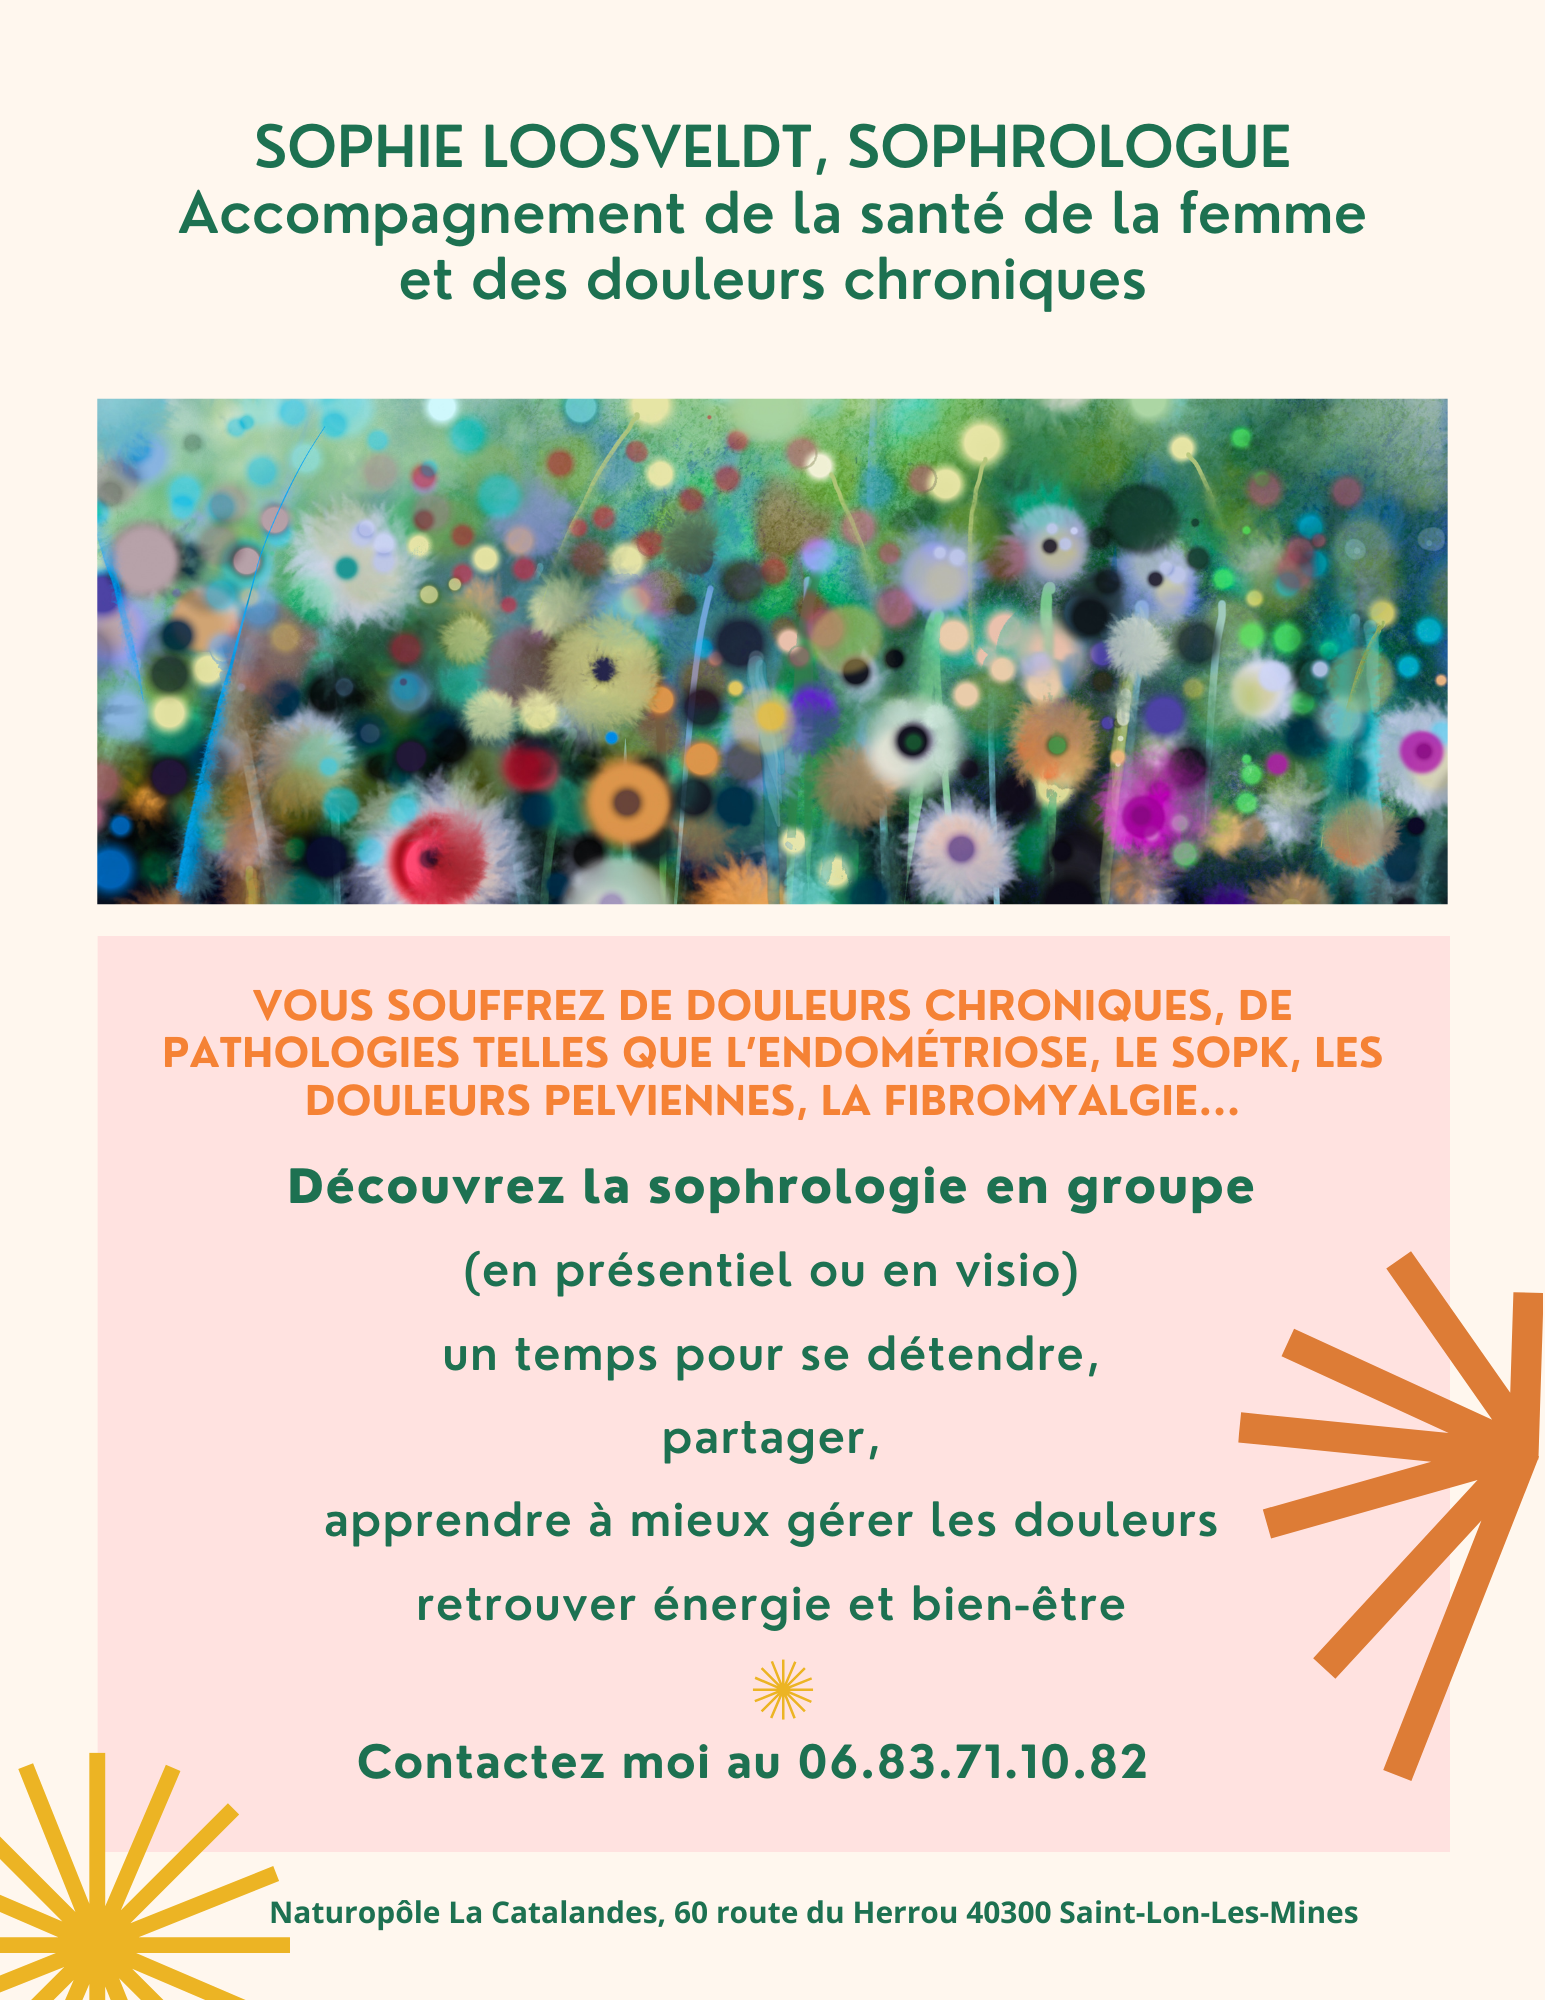 SOPHIE LOOSVELDT, SOPHROLOGUE
Accompagnement de la santé de la femme
et des douleurs chroniques
VOUS SOUFFREZ DE DOULEURS CHRONIQUES, DE
PATHOLOGIES TELLES QUE L'ENDOMÉTRIOSE, LE SOPK, LES
DOULEURS PELVIENNES, LA FIBROMYALGIE...
Découvrez la sophrologie en groupe
(en présentiel ou en visio)
un temps pour se détendre,
partager,
apprendre à mieux gérer les douleurs
retrouver énergie et bien-être
Contactez moi au 06.83.71.10.82
Naturopôle La Catalandes, 60 route du Herrou 40300 Saint-Lon-Les-Mines